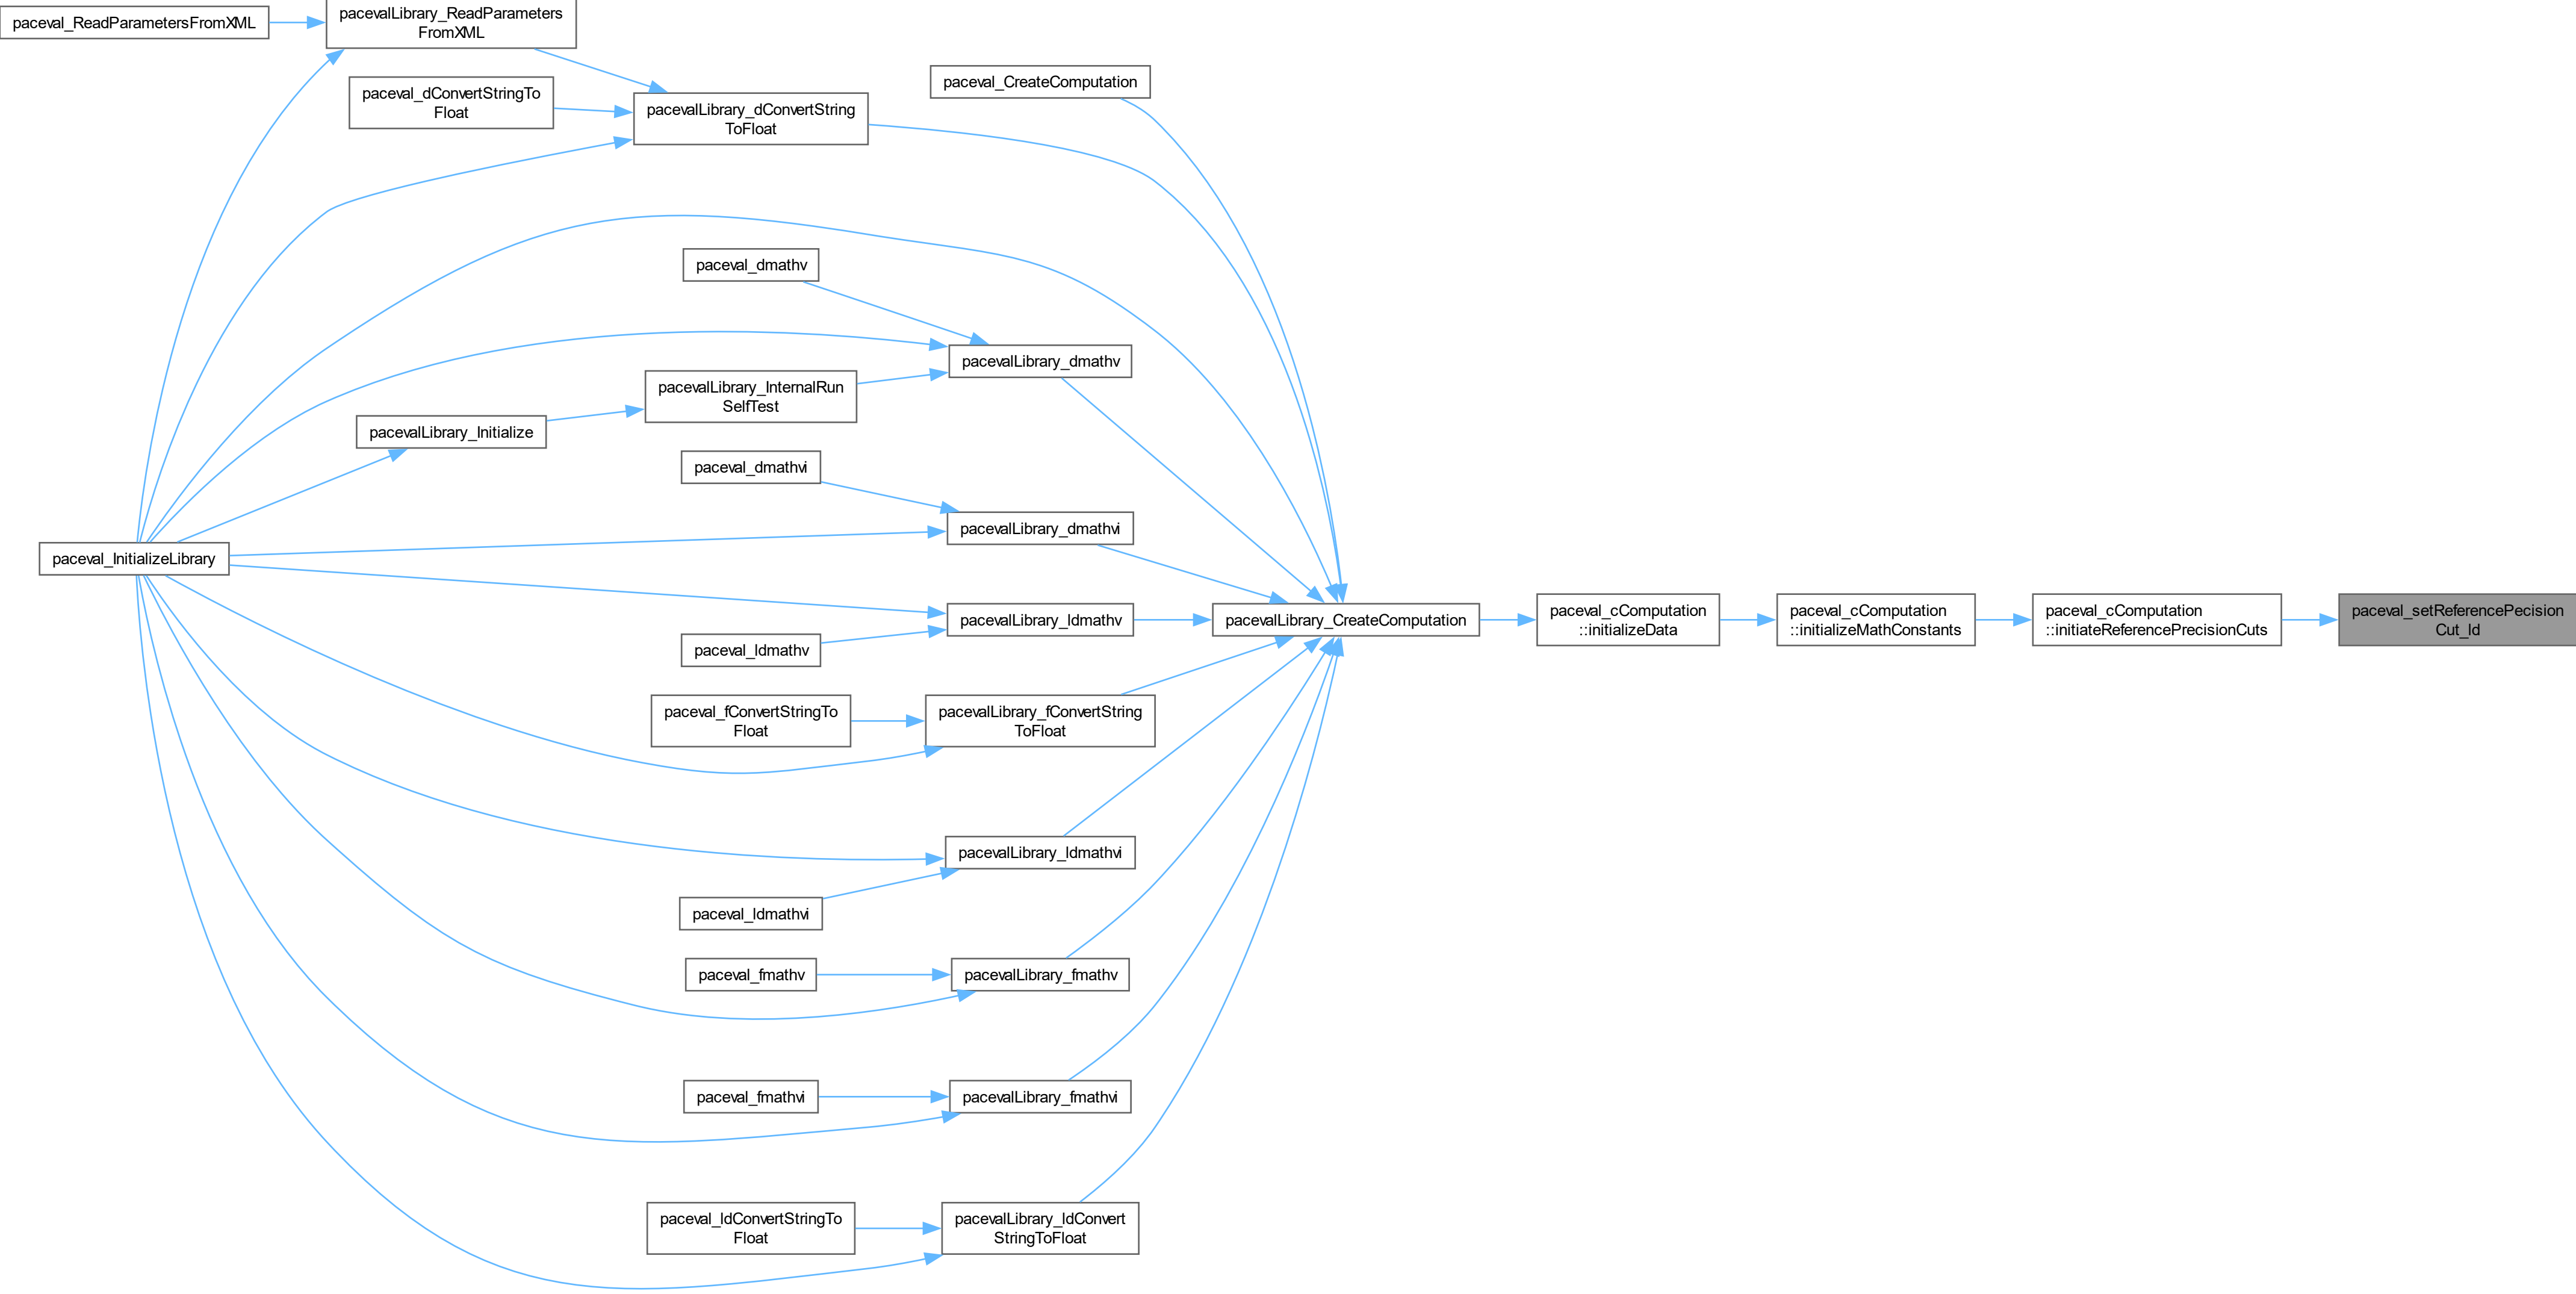 paceval_ReadParametersFromXML
pacevalLibrary_ReadParameters
FromXML
paceval_dConvertStringTo
Float
pacevalLibrary_dConvertString
ToFloat
paceval_CreateComputation
paceval_dmathv
pacevalLibrary_dmathv
pacevalLibrary_InternalRun
SelfTest
pacevalLibrary_Initialize
paceval_dmathvi
pacevalLibrary_dmathvi
paceval_InitializeLibrary
pacevalLibrary_ldmathv
paceval_ldmathv
pacevalLibrary_CreateComputation
paceval_cComputation
::initializeData
paceval_cComputation
::initializeMathConstants
paceval_cComputation
::initiateReferencePrecisionCuts
paceval_setReferencePecision
Cut_ld
paceval_fConvertStringTo
Float
pacevalLibrary_fConvertString
ToFloat
pacevalLibrary_ldmathvi
paceval_ldmathvi
paceval_fmathv
pacevalLibrary_fmathv
paceval_fmathvi
pacevalLibrary_fmathvi
paceval_ldConvertStringTo
Float
pacevalLibrary_ldConvert
StringToFloat